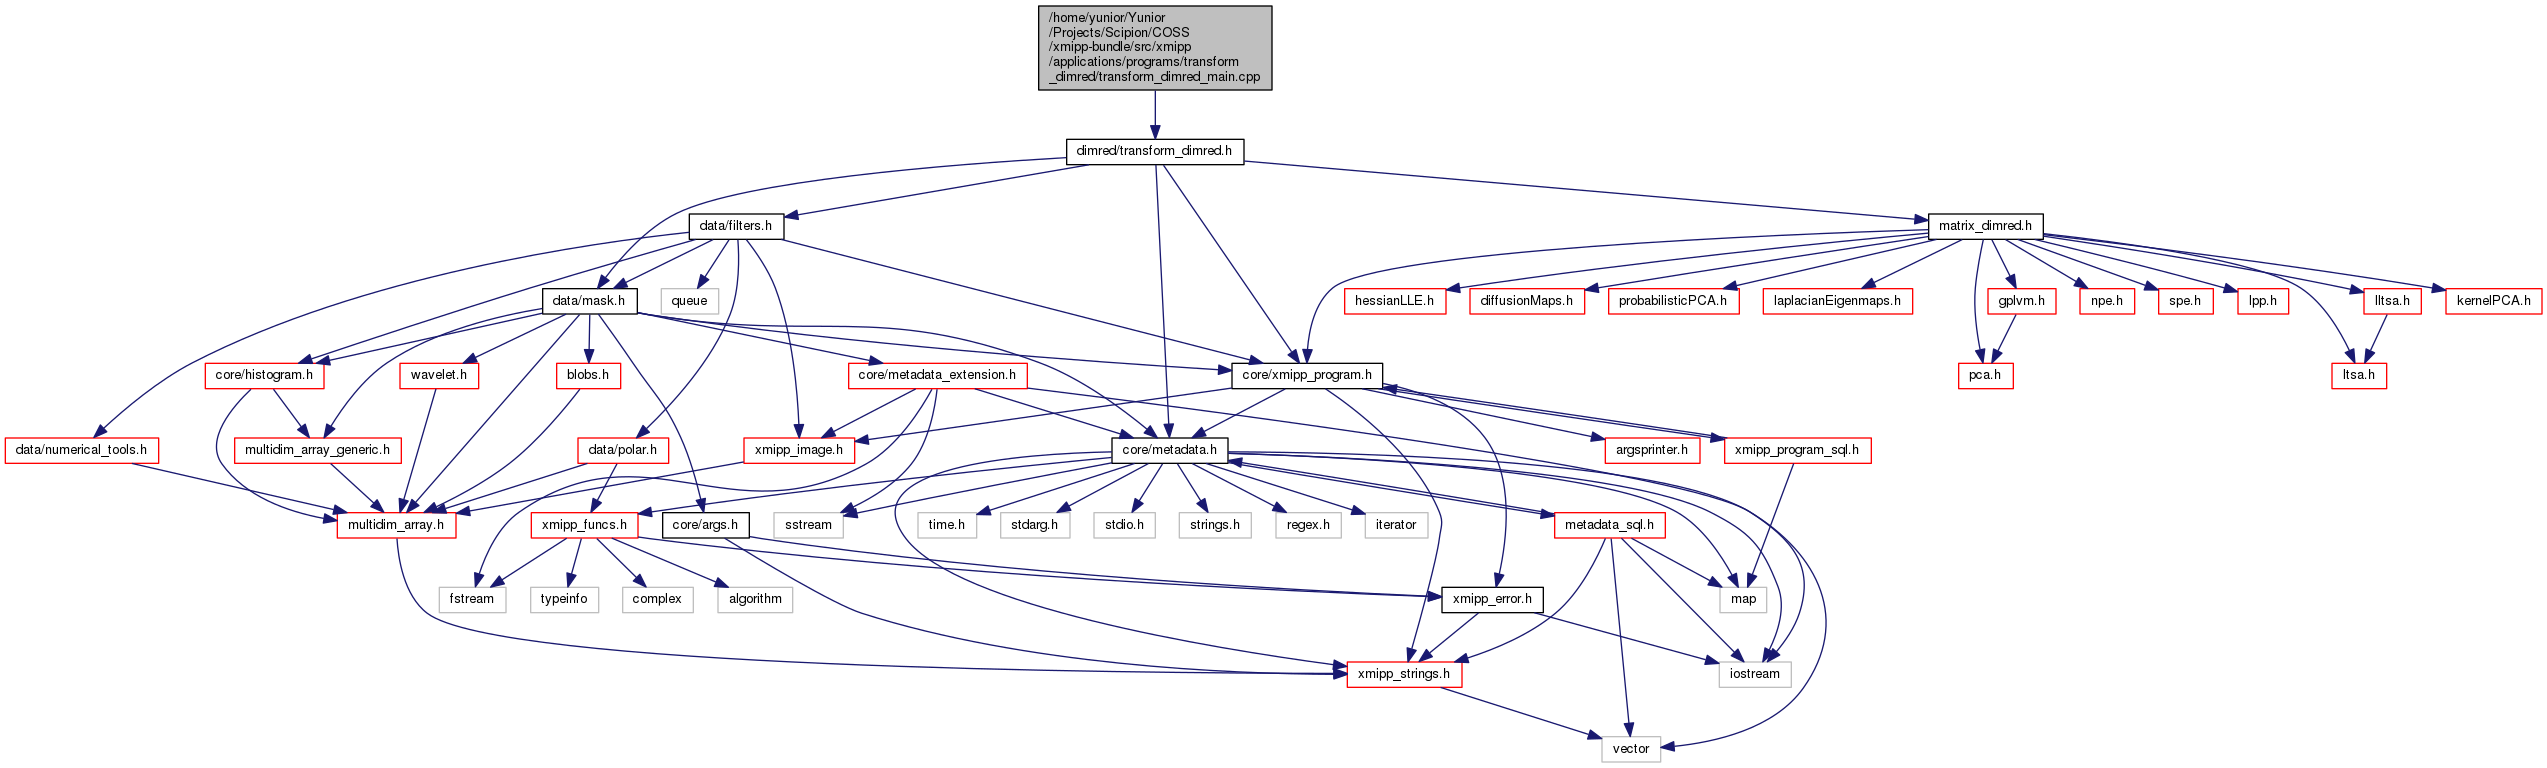 /home/yunior/Yunior
/Projects/Scipion/COSS
/xmipp-bundle/src/xmipp
/applications/programs/transform
_dimred/transform_dimred_main.cpp
dimred/transform_dimred.h
data/filters.h
matrix_dimred.h
data/mask.h
queue
hessianLLE.h
diffusionMaps.h
probabilisticPCA.h
laplacianEigenmaps.h
gplvm.h
npe.h
spe.h
lpp.h
lltsa.h
kernelPCA.h
core/histogram.h
wavelet.h
blobs.h
core/metadata_extension.h
core/xmipp_program.h
pca.h
ltsa.h
data/numerical_tools.h
multidim_array_generic.h
data/polar.h
xmipp_image.h
core/metadata.h
argsprinter.h
xmipp_program_sql.h
multidim_array.h
xmipp_funcs.h
core/args.h
sstream
time.h
stdarg.h
stdio.h
strings.h
regex.h
iterator
metadata_sql.h
fstream
typeinfo
complex
algorithm
xmipp_error.h
map
xmipp_strings.h
iostream
vector